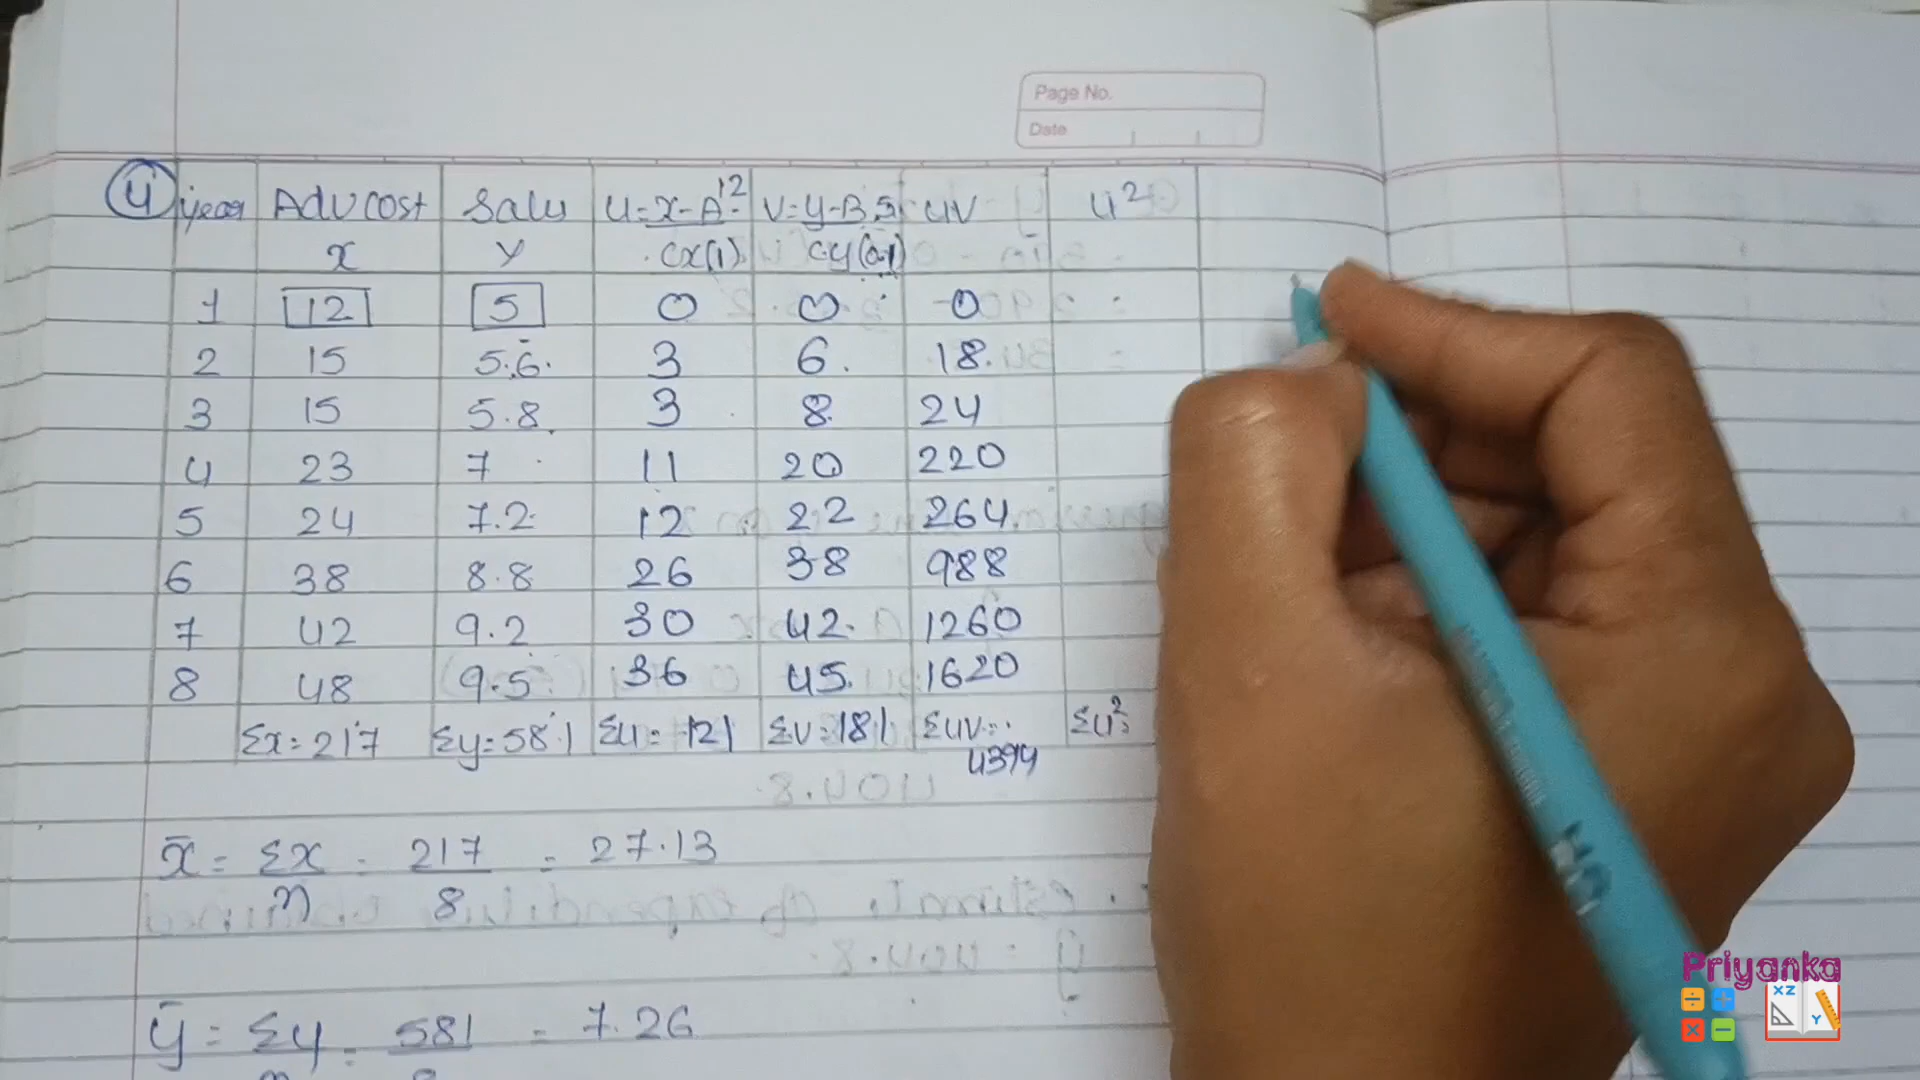 Page No.
Date
4 year Adv cost Sales U=x-A-12 V=y-B5 uv u²
x y Cx(1) Cy(0.1)
1 12 5 0 0 0
2 15 5.6 3 6 18
3 15 5.8 3 8 24
4 23 7 11 20 220
5 24 7.2 12 22 264
6 38 8.8 26 38 988
7 42 9.2 30 42 1260
8 48 9.5 36 45 1620
Σx=217 Σy=58.1 Σu=121 Σv=181 Σuv= Σu²=
4394
x̄ = Σx = 217 = 27.13
n 8
ȳ = Σy = 581 = 7.26
Priyanka
XZ
Y